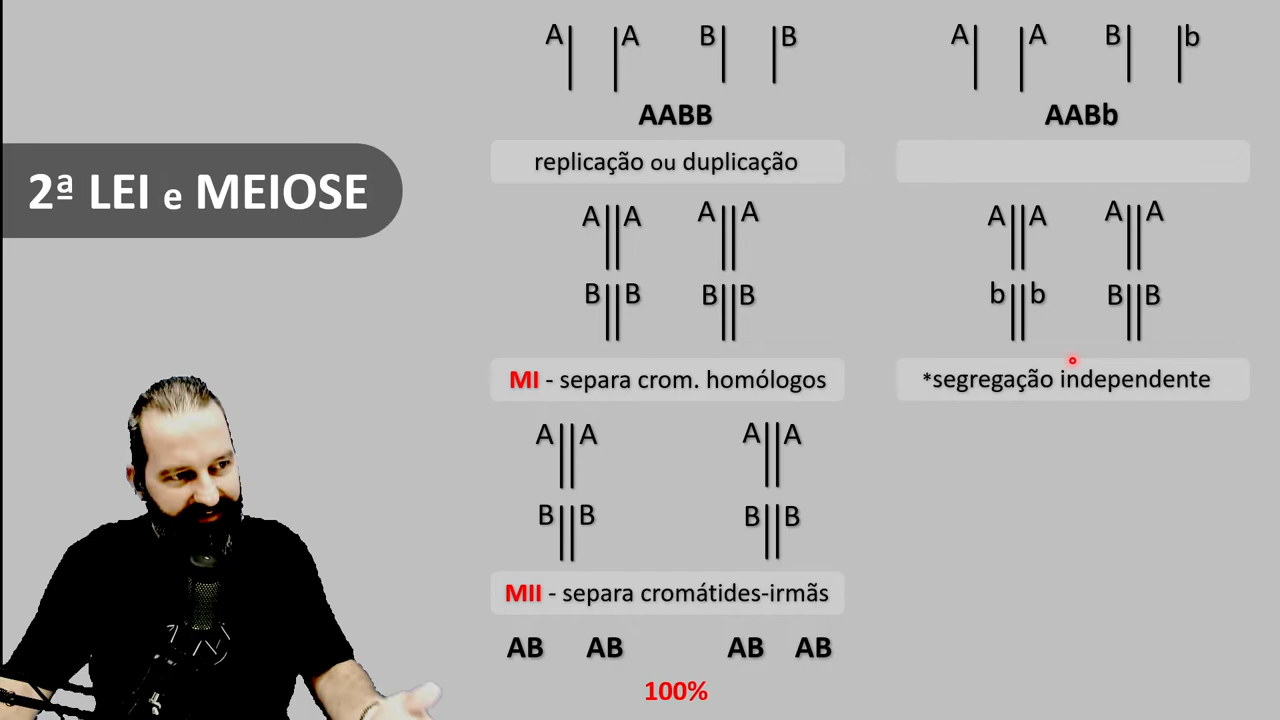 2ª LEI e MEIOSE
A A B B
AABB
replicação ou duplicação
A A A A
B B B B
MI - separa crom. homólogos
A A A A
B B B B
MII - separa cromátides-irmãs
AB AB AB AB
100%
A A B b
AABb
A A A A
b b B B
*segregação independente